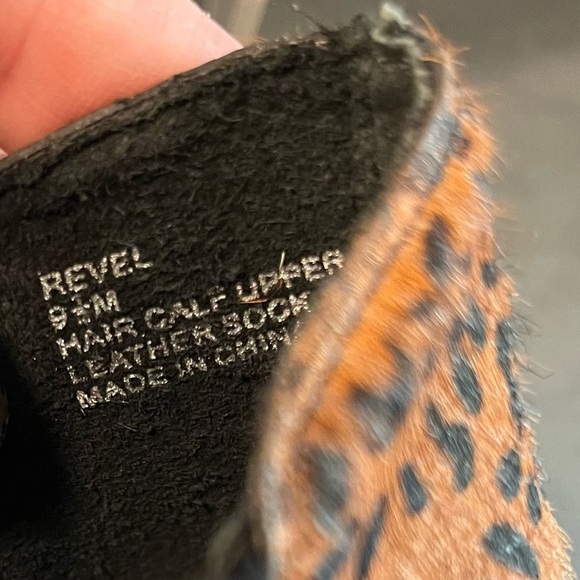 REVEL
9½M
HAIR CALF UPPER
LEATHER SOCK
MADE IN CHINA